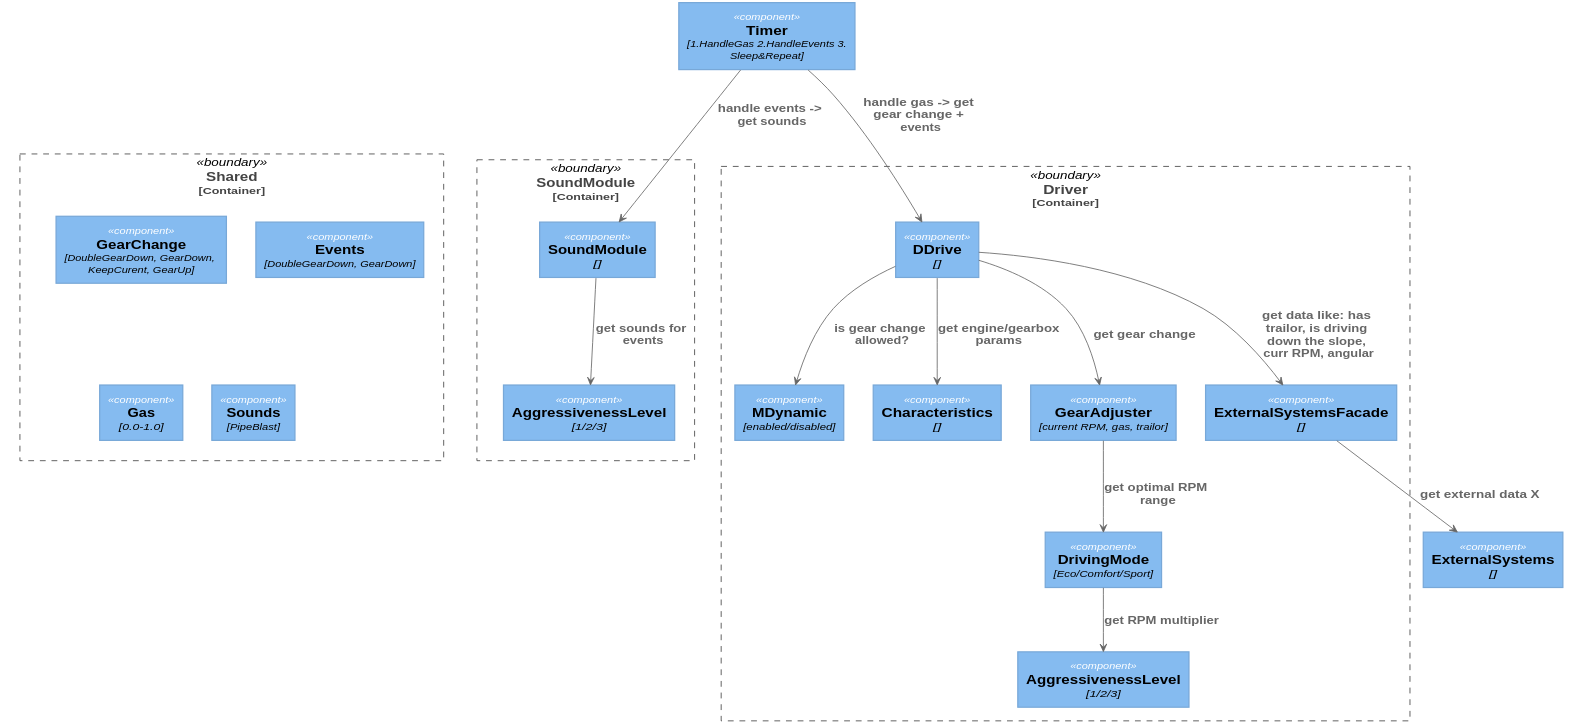 «component»
Timer
[1.HandleGas 2.HandleEvents 3.
Sleep&Repeat]
handle events ->
get sounds
handle gas -> get
gear change +
events
«boundary»
Shared
[Container]
«component»
GearChange
[DoubleGearDown, GearDown,
KeepCurent, GearUp]
«component»
Events
[DoubleGearDown, GearDown]
«component»
Gas
[0.0-1.0]
«component»
Sounds
[PipeBlast]
«boundary»
SoundModule
[Container]
«component»
SoundModule
[]
get sounds for
events
«component»
AggressivenessLevel
[1/2/3]
«boundary»
Driver
[Container]
«component»
DDrive
[]
is gear change
allowed?
get engine/gearbox
params
get gear change
get data like: has
trailor, is driving
down the slope,
curr RPM, angular
«component»
MDynamic
[enabled/disabled]
«component»
Characteristics
[]
«component»
GearAdjuster
[current RPM, gas, trailor]
«component»
ExternalSystemsFacade
[]
get optimal RPM
range
get external data X
«component»
DrivingMode
[Eco/Comfort/Sport]
«component»
ExternalSystems
[]
get RPM multiplier
«component»
AggressivenessLevel
[1/2/3]